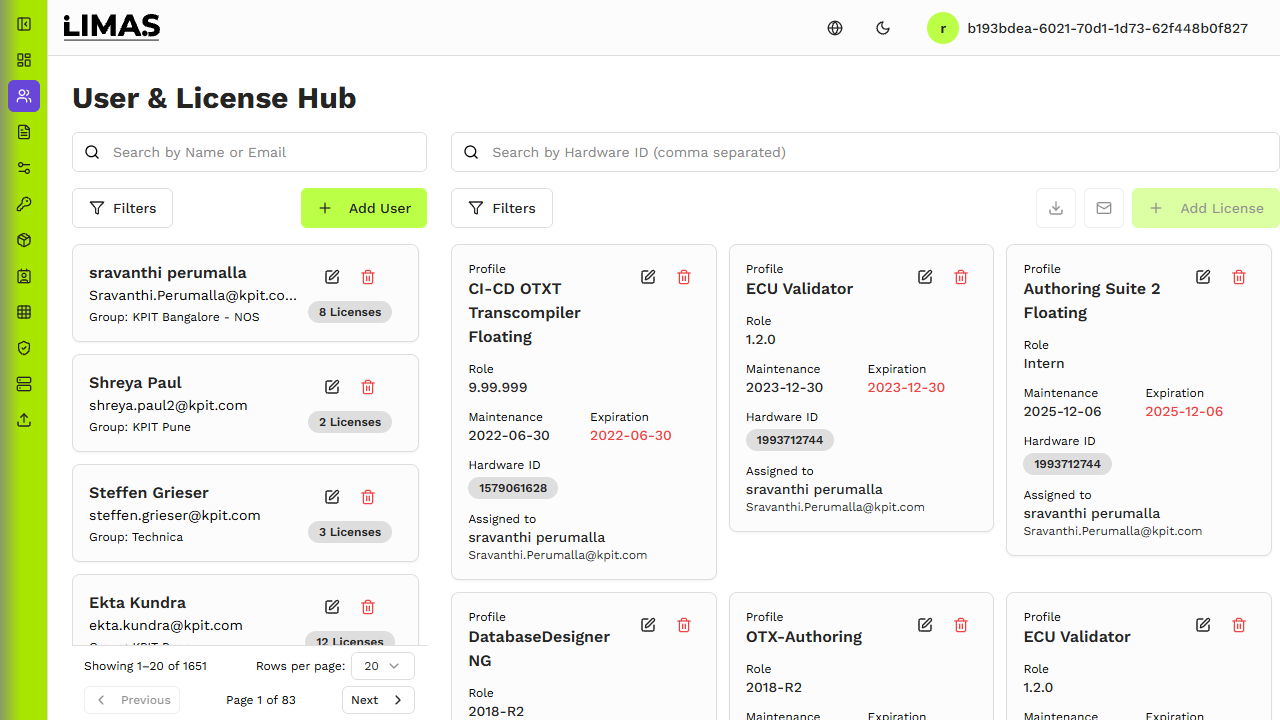 LIMAS
r
b193bdea-6021-70d1-1d73-62f448b0f827
User & License Hub
Search by Name or Email
Filters
Add User
sravanthi perumalla
Sravanthi.Perumalla@kpit.co...
Group: KPIT Bangalore - NOS
8 Licenses
Shreya Paul
shreya.paul2@kpit.com
Group: KPIT Pune
2 Licenses
Steffen Grieser
steffen.grieser@kpit.com
Group: Technica
3 Licenses
Ekta Kundra
ekta.kundra@kpit.com
12 Licenses
Showing 1–20 of 1651
Rows per page:
20
Previous
Page 1 of 83
Next
Search by Hardware ID (comma separated)
Filters
Add License
Profile
CI-CD OTXT
Transcompiler
Floating
Role
9.99.999
Maintenance
2022-06-30
Expiration
2022-06-30
Hardware ID
1579061628
Assigned to
sravanthi perumalla
Sravanthi.Perumalla@kpit.com
Profile
ECU Validator
Role
1.2.0
Maintenance
2023-12-30
Expiration
2023-12-30
Hardware ID
1993712744
Assigned to
sravanthi perumalla
Sravanthi.Perumalla@kpit.com
Profile
Authoring Suite 2
Floating
Role
Intern
Maintenance
2025-12-06
Expiration
2025-12-06
Hardware ID
1993712744
Assigned to
sravanthi perumalla
Sravanthi.Perumalla@kpit.com
Profile
DatabaseDesigner
NG
Role
2018-R2
Profile
OTX-Authoring
Role
2018-R2
Maintenance
Expiration
Profile
ECU Validator
Role
1.2.0
Maintenance
Expiration